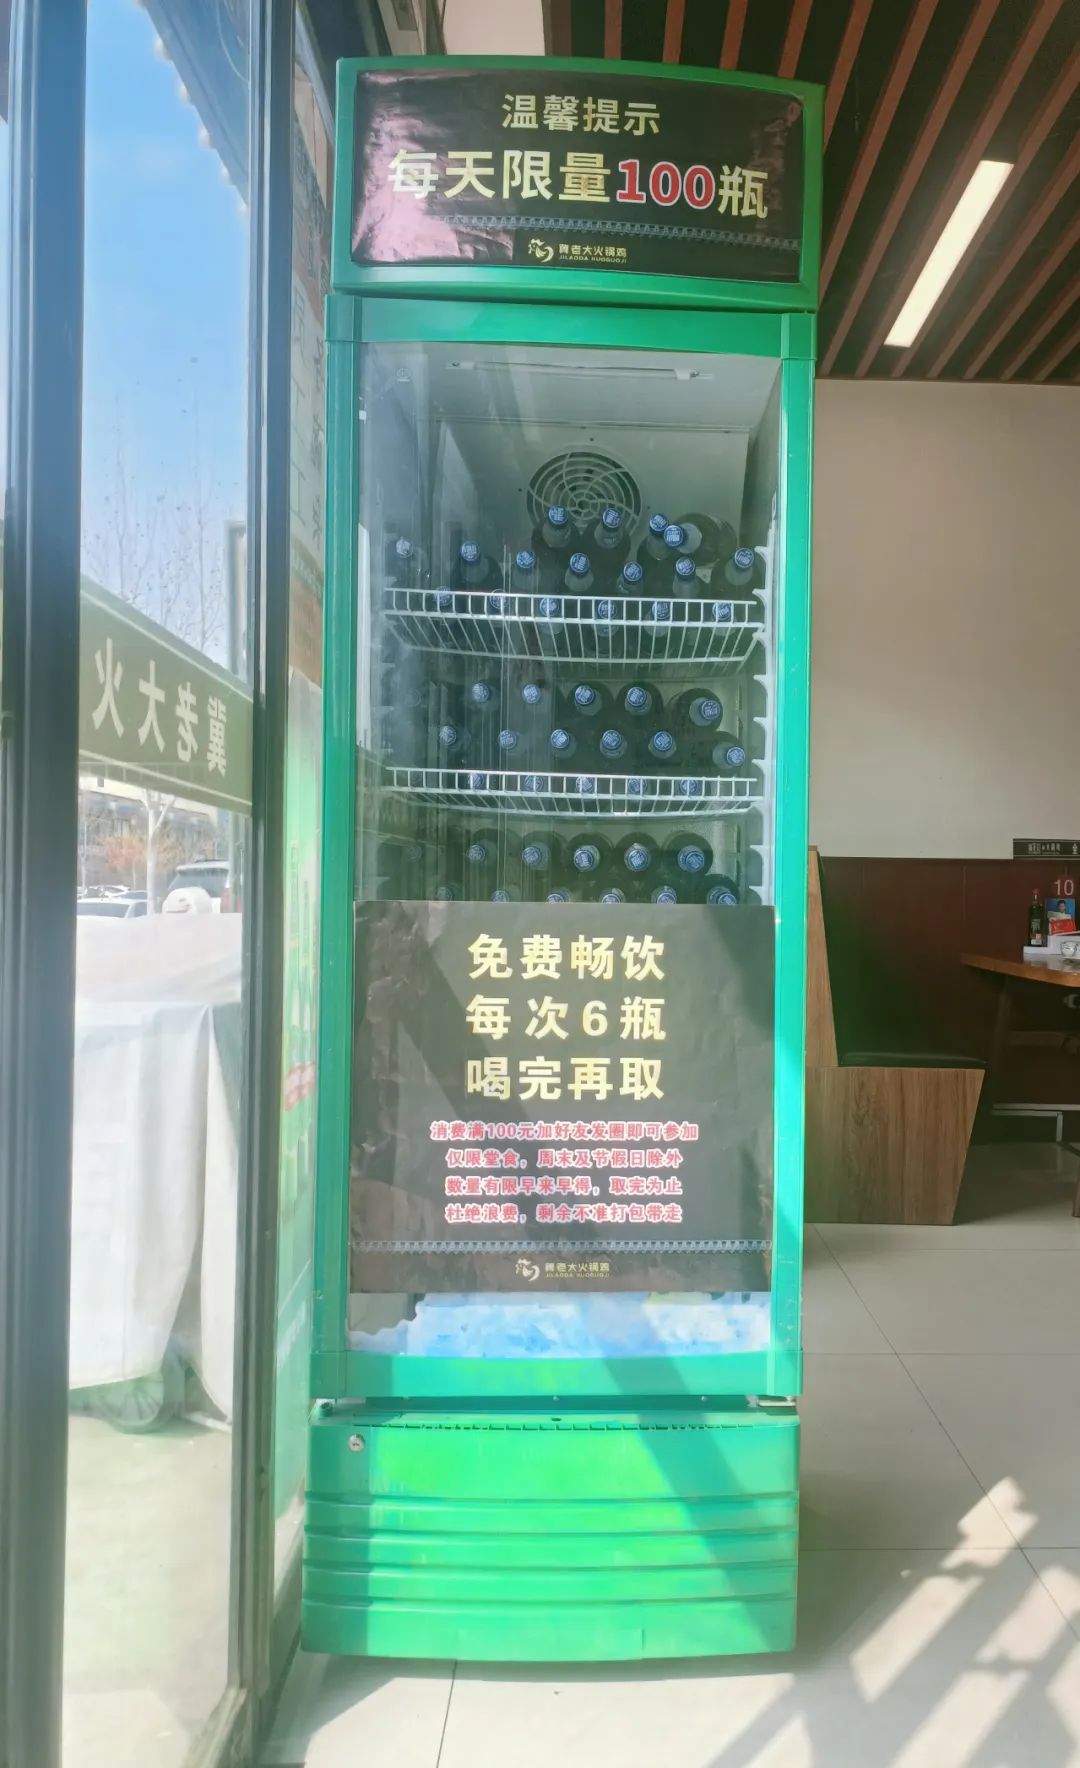 温馨提示
每天限量100瓶
冀老大火锅鸡
JILAODA HUOGUOJI
冀老大火
免费畅饮
每次6瓶
喝完再取
消费满100元加好友发圈即可参加
仅限堂食，周末及节假日除外
数量有限早来早得，取完为止
杜绝浪费，剩余不准打包带走
冀老大火锅鸡
JILAODA HUOGUOJI
10